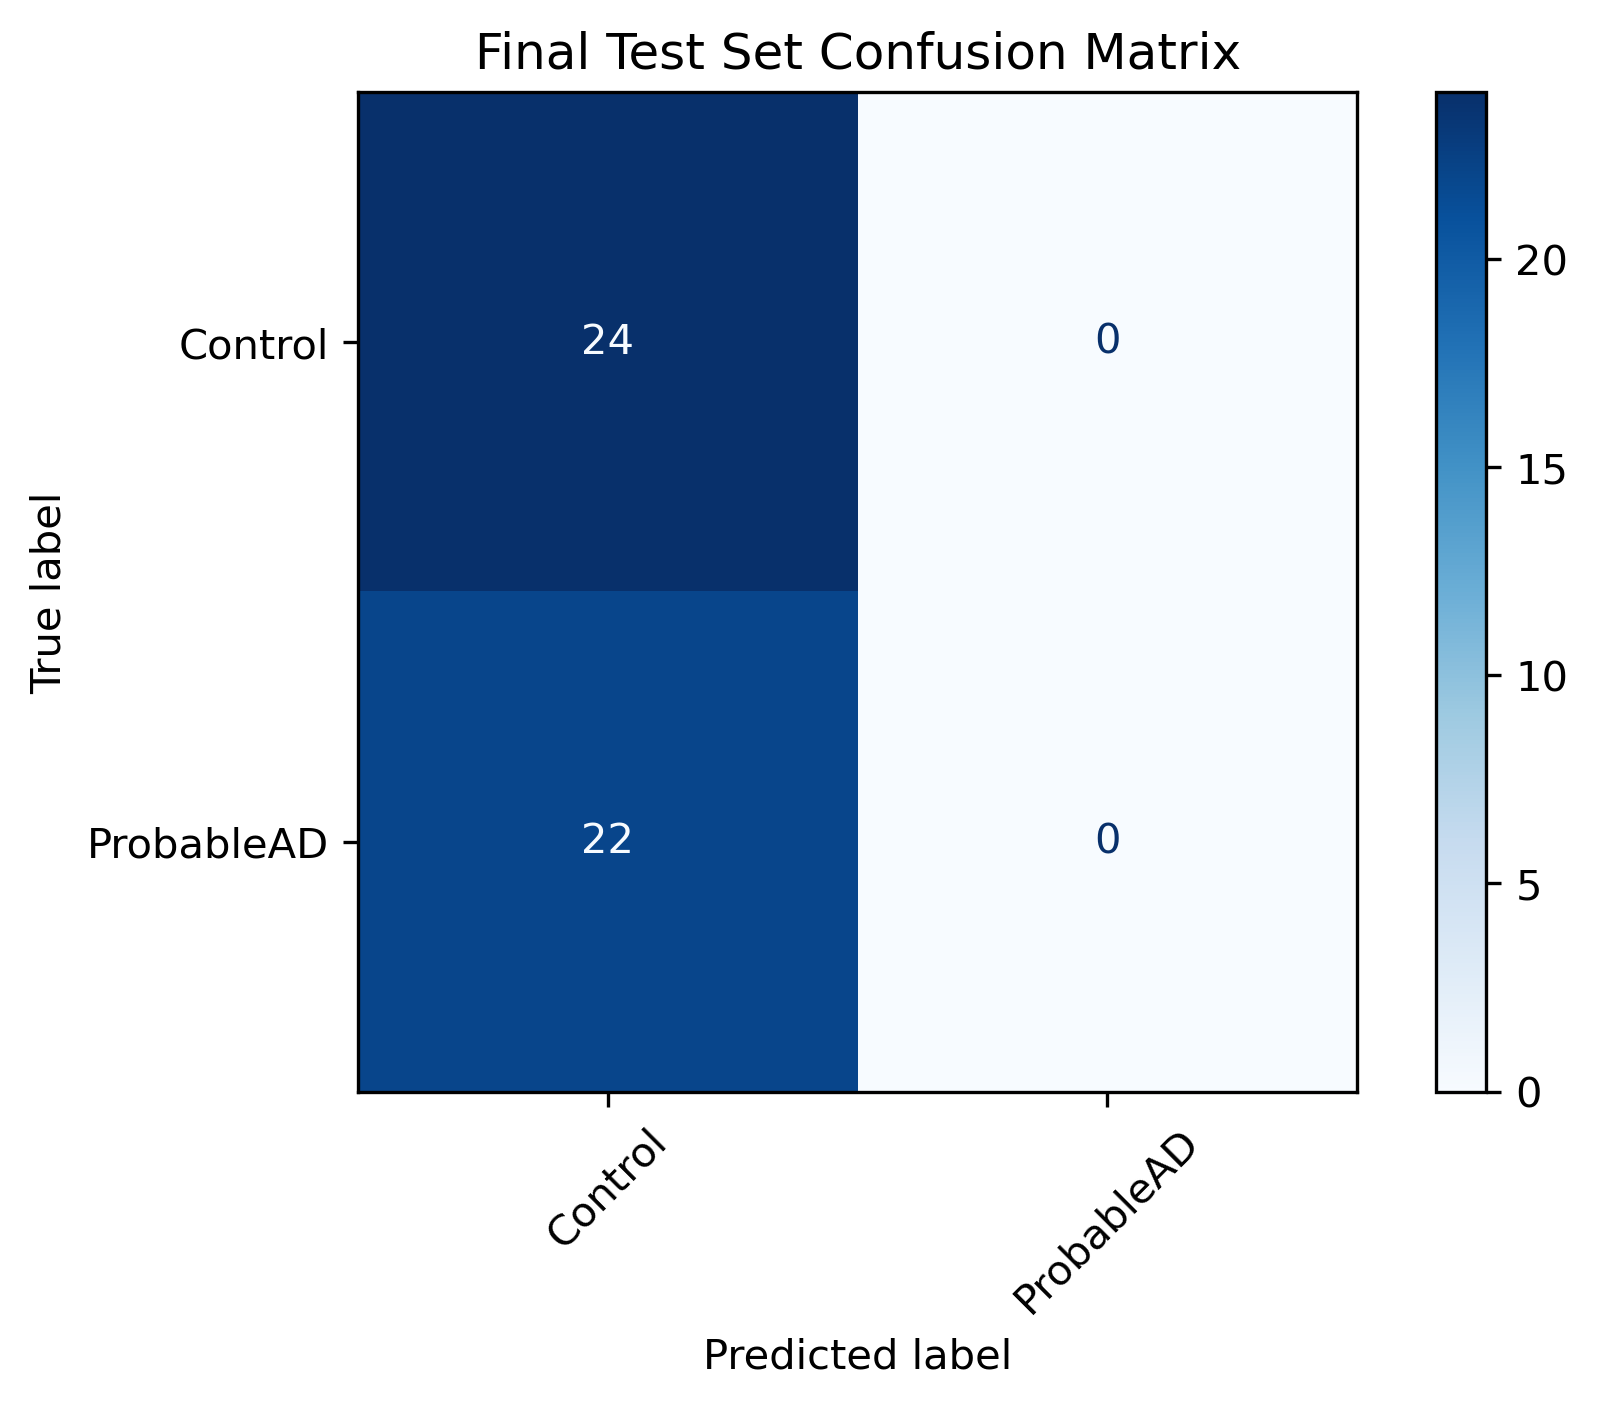 Final Test Set Confusion Matrix
True label
Control
ProbableAD
24
0
22
0
Control
ProbableAD
Predicted label
20
15
10
5
0